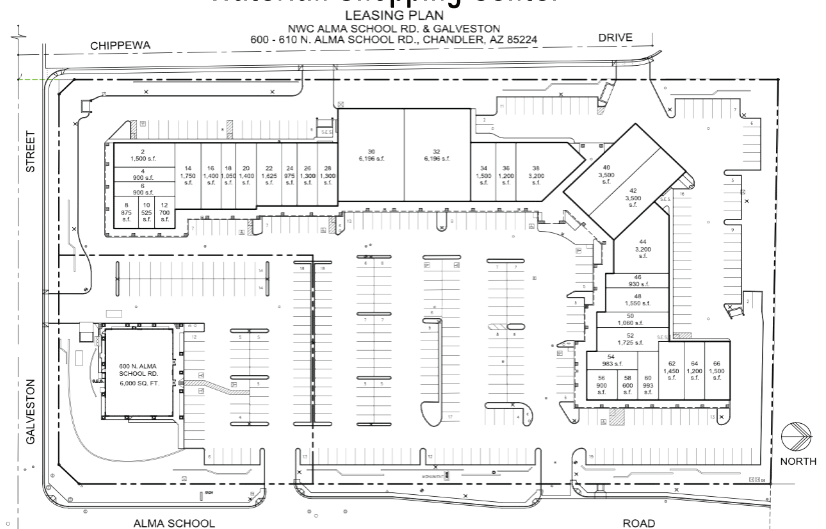 Waterfall Shopping Center
LEASING PLAN
NWC ALMA SCHOOL RD. & GALVESTON
600 - 610 N. ALMA SCHOOL RD., CHANDLER, AZ 85224
CHIPPEWA
DRIVE
STREET
GALVESTON
2
1,500 s.f.
4
900 s.f.
6
900 s.f.
8
875
s.f.
10
525
s.f.
12
700
s.f.
14
1,750
s.f.
16
1,400
s.f.
18
1,050
s.f.
20
1,400
s.f.
22
1,625
s.f.
24
975
s.f.
26
1,300
s.f.
28
1,300
s.f.
30
6,196 s.f.
32
6,196 s.f.
34
1,500
s.f.
36
1,200
s.f.
38
3,200
s.f.
40
3,500
s.f.
42
3,500
s.f.
44
3,200
s.f.
46
930 s.f.
48
1,550 s.f.
50
52
1,725 s.f.
54
983 s.f.
56
900
s.f.
58
600
s.f.
60
993
s.f.
62
1,450
s.f.
64
1,200
s.f.
66
1,500
s.f.
600 N. ALMA
SCHOOL RD.
6,000 SQ. FT.
NORTH
ALMA SCHOOL
ROAD